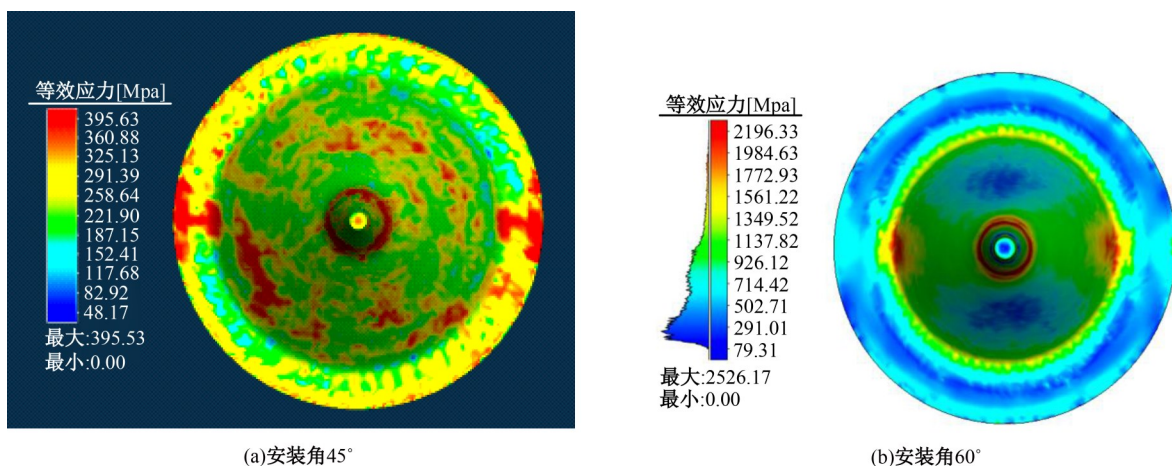 等效应力[Mpa]
395.63
360.88
325.13
291.39
258.64
221.90
187.15
152.41
117.68
82.92
48.17
最大:395.53
最小:0.00
(a)安装角45°
等效应力[Mpa]
2196.33
1984.63
1772.93
1561.22
1349.52
1137.82
926.12
714.42
502.71
291.01
79.31
最大:2526.17
最小:0.00
(b)安装角60°